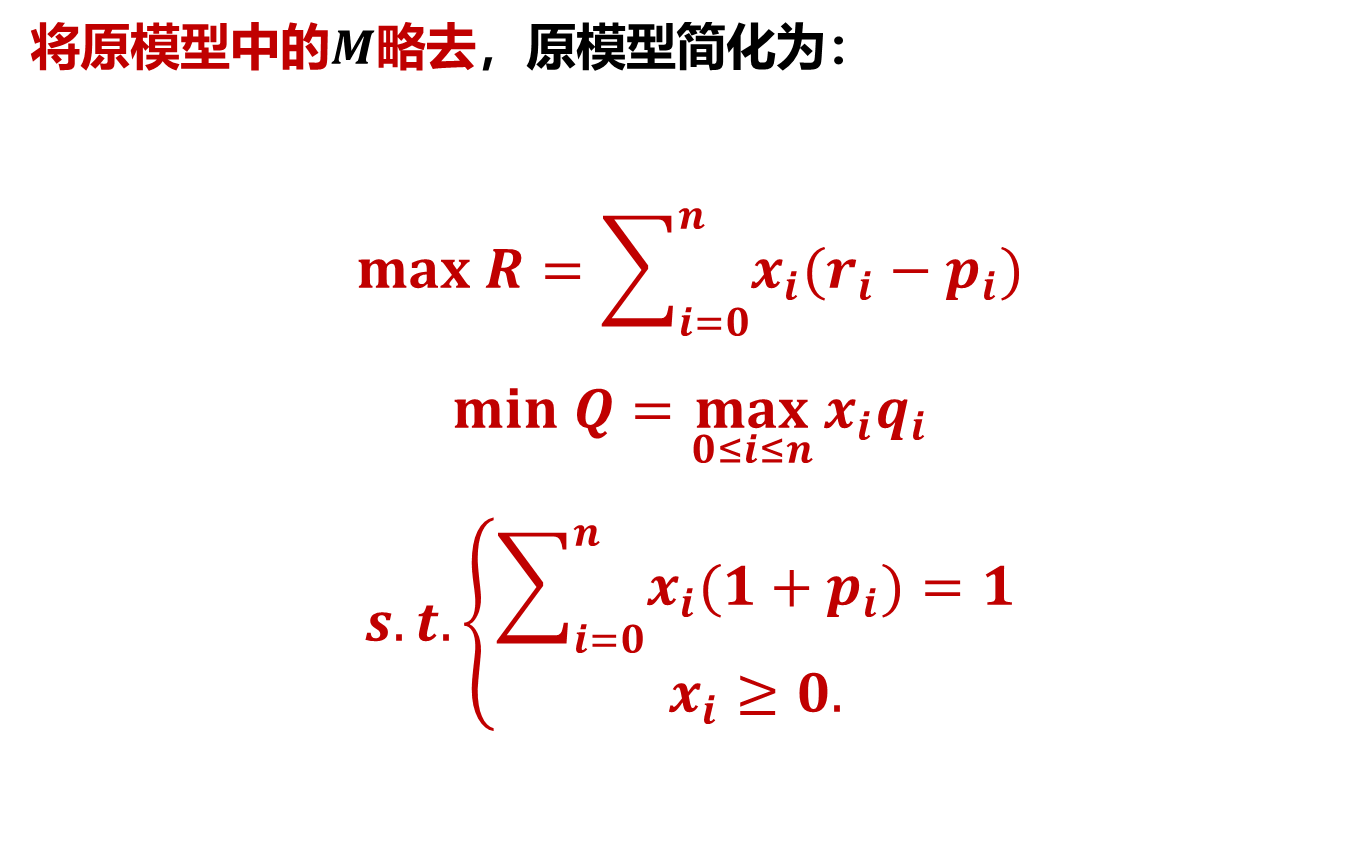 将原模型中的M略去，原模型简化为：
max R = ∑_{i=0}^{n} x_i(r_i − p_i)
min Q = max_{0≤i≤n} x_i q_i
s.t. { ∑_{i=0}^{n} x_i(1 + p_i) = 1
x_i ≥ 0.